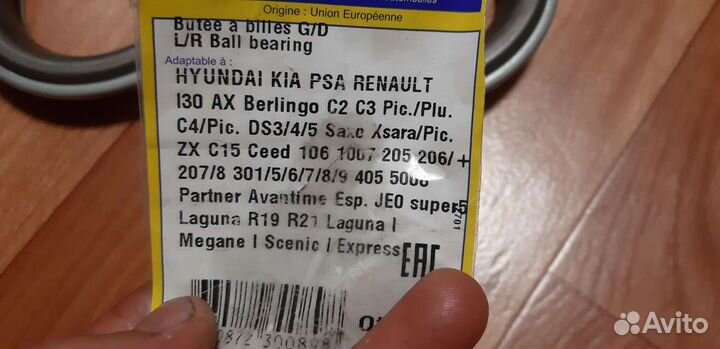 Origine : Union Européenne
Butée à billes G/D
L/R Ball bearing
Adaptable à :
HYUNDAI KIA PSA RENAULT
I30 AX Berlingo C2 C3 Pic./Plu.
C4/Pic. DS3/4/5 Saxo Xsara/Pic.
ZX C15 Ceed 106 1007 205 206/+
207/8 301/5/6/7/8/9 405 5008
Partner Avantime Esp. JE0 super5
Laguna R19 R21 Laguna I
Megane I Scenic I Express
EAC
Avito